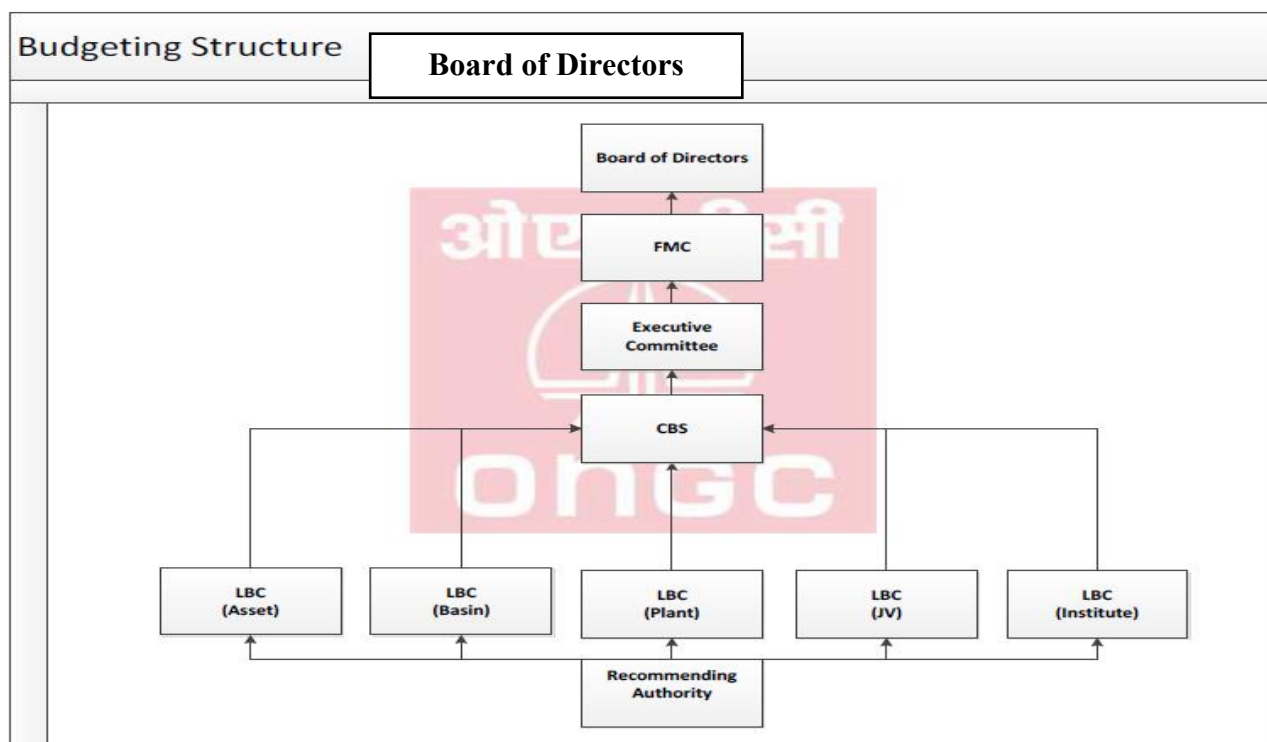 Budgeting Structure
Board of Directors
Board of Directors
FMC
Executive
Committee
CBS
ONGC
LBC
(Asset)
LBC
(Basin)
LBC
(Plant)
LBC
(JV)
LBC
(Institute)
Recommending
Authority